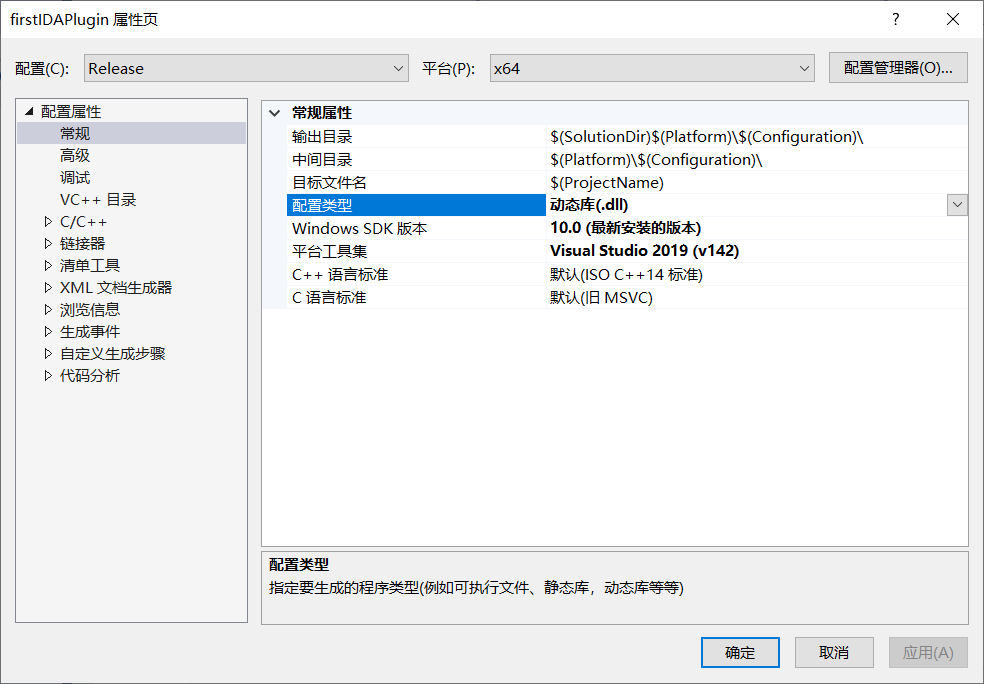 firstIDAPlugin 属性页
配置(C): Release 平台(P): x64 配置管理器(O)...
配置属性
常规
高级
调试
VC++ 目录
C/C++
链接器
清单工具
XML 文档生成器
浏览信息
生成事件
自定义生成步骤
代码分析
常规属性
输出目录 $(SolutionDir)$(Platform)\$(Configuration)\
中间目录 $(Platform)\$(Configuration)\
目标文件名 $(ProjectName)
配置类型 动态库(.dll)
Windows SDK 版本 10.0 (最新安装的版本)
平台工具集 Visual Studio 2019 (v142)
C++ 语言标准 默认(ISO C++14 标准)
C 语言标准 默认(旧 MSVC)
配置类型
指定要生成的程序类型(例如可执行文件、静态库，动态库等等)
确定 取消 应用(A)